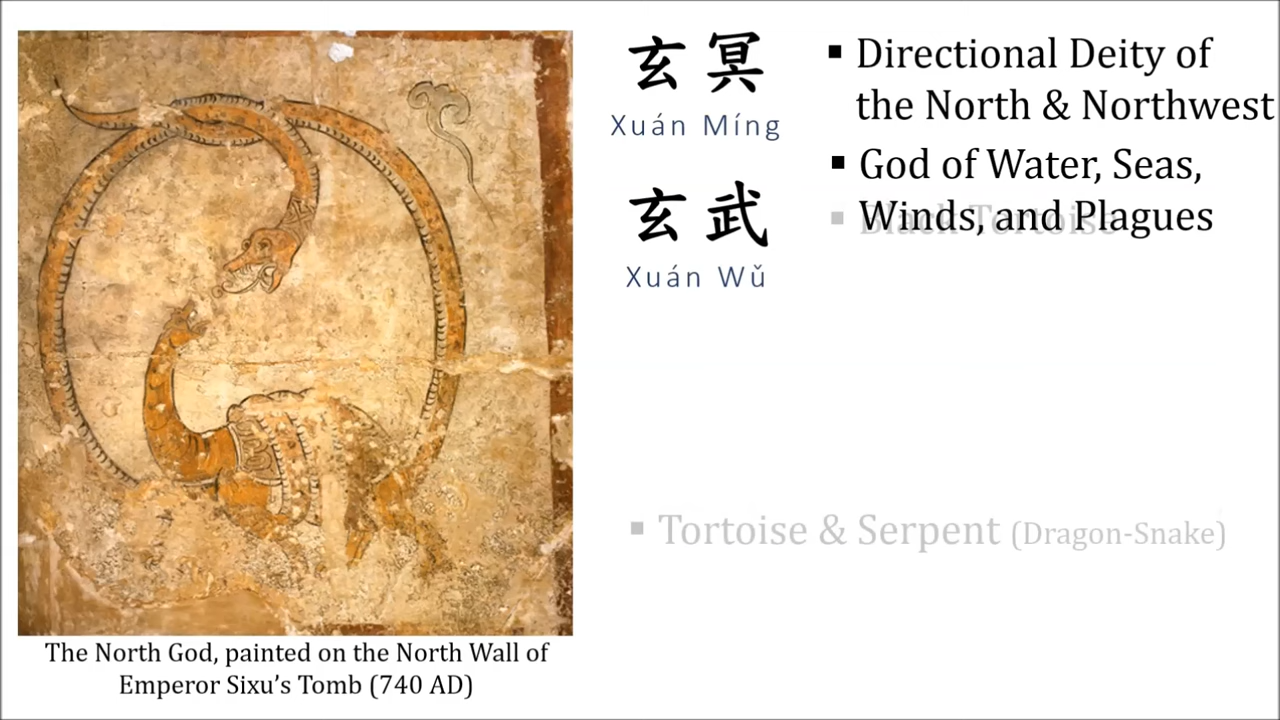 玄冥
Xuán Míng
玄武
Xuán Wǔ
▪ Directional Deity of
the North & Northwest
▪ God of Water, Seas,
Winds, and Plagues
▪ Black Tortoise
▪ Tortoise & Serpent (Dragon-Snake)
The North God, painted on the North Wall of
Emperor Sixu’s Tomb (740 AD)